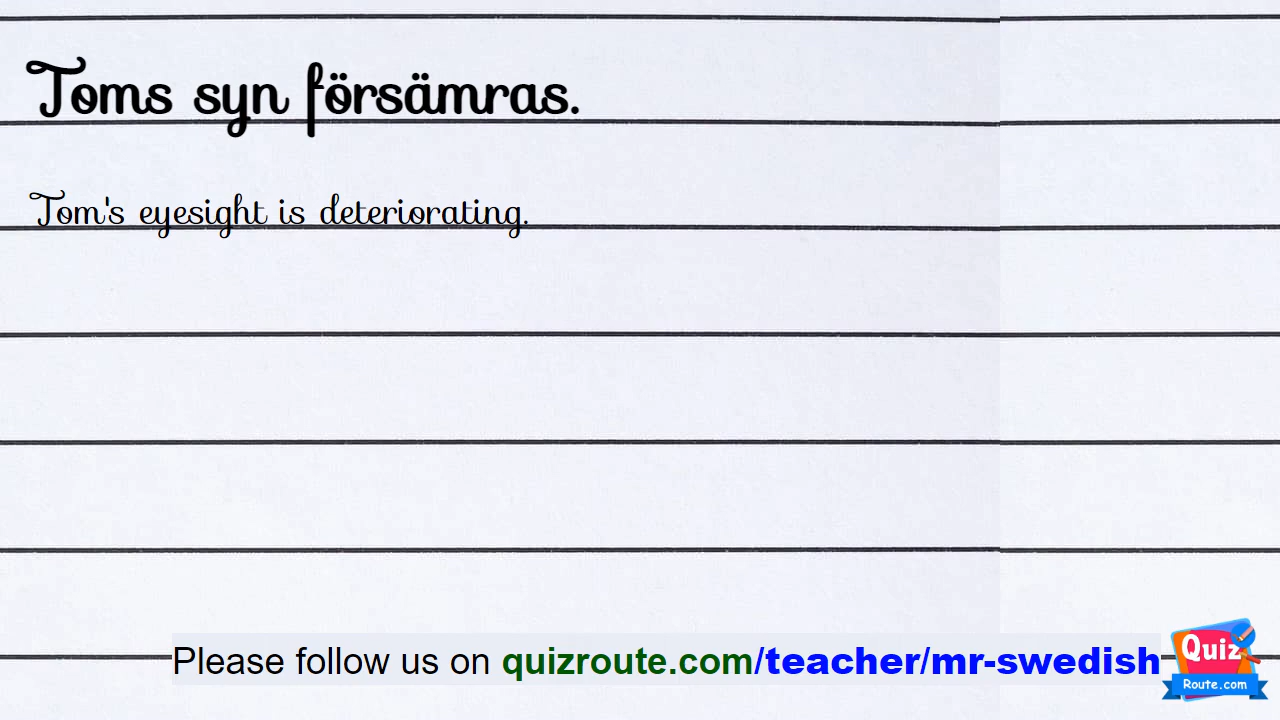 Toms syn försämras.
Tom's eyesight is deteriorating.
Please follow us on quizroute.com/teacher/mr-swedish
Quiz
Route.com